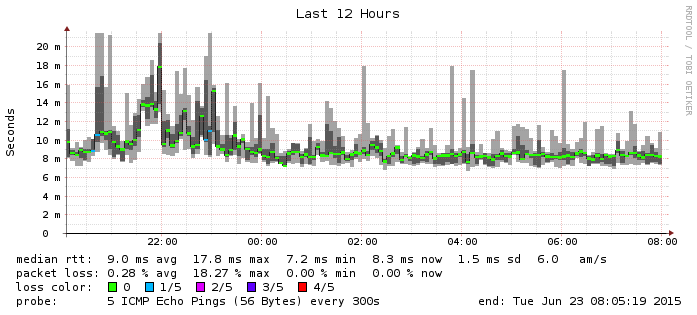 Last 12 Hours
RRDTOOL / TOBI OETIKER
Seconds
20 m
18 m
16 m
14 m
12 m
10 m
8 m
6 m
4 m
2 m
0
22:00 00:00 02:00 04:00 06:00 08:00
median rtt: 9.0 ms avg 17.8 ms max 7.2 ms min 8.3 ms now 1.5 ms sd 6.0 am/s
packet loss: 0.28 % avg 18.27 % max 0.00 % min 0.00 % now
loss color: 0 1/5 2/5 3/5 4/5
probe: 5 ICMP Echo Pings (56 Bytes) every 300s end: Tue Jun 23 08:05:19 2015